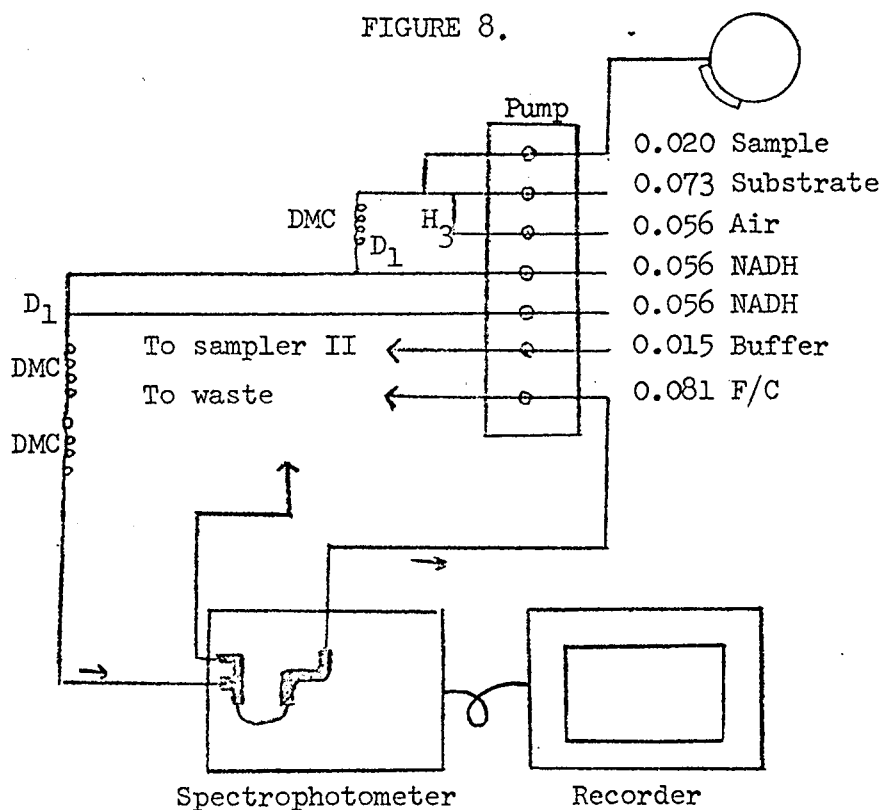 FIGURE 8.
Pump
0.020 Sample
0.073 Substrate
DMC H3 0.056 Air
D1
0.056 NADH
D1 0.056 NADH
To sampler II 0.015 Buffer
DMC
To waste 0.081 F/C
DMC
Spectrophotometer Recorder